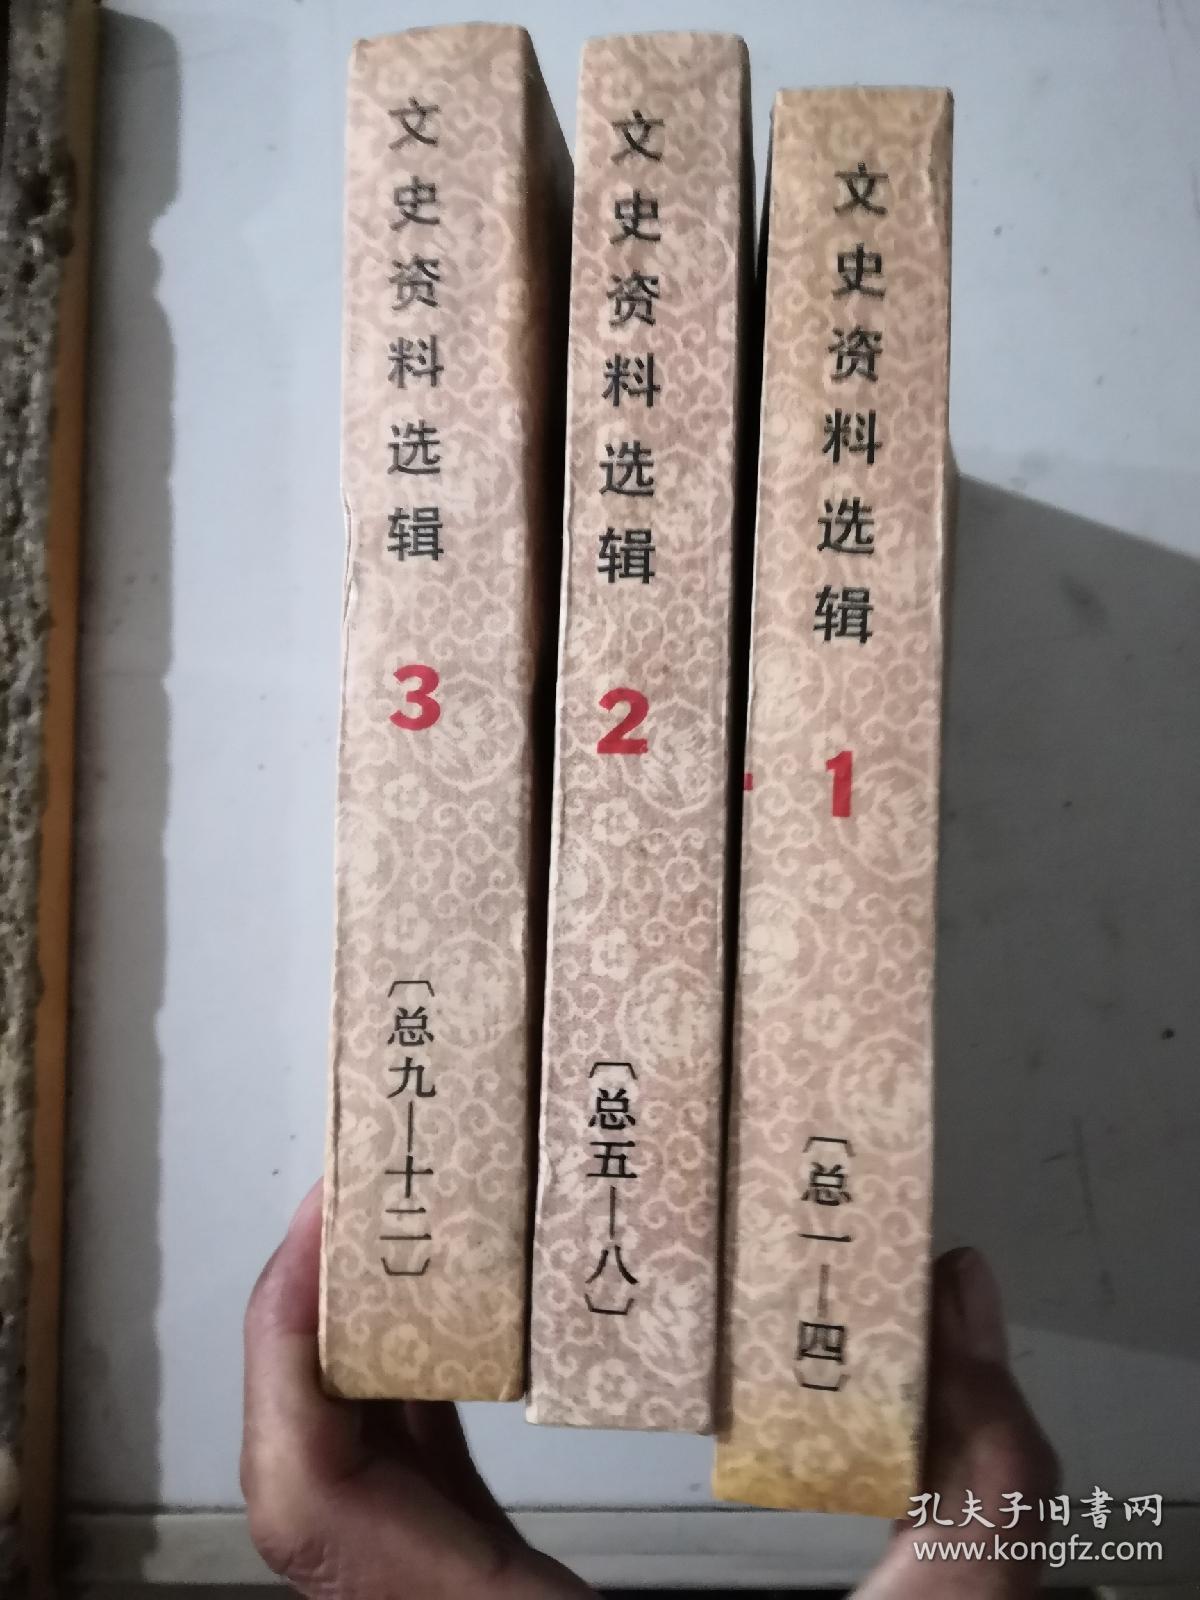 文史资料选辑
3
〔总九—十二〕
文史资料选辑
2
〔总五—八〕
文史资料选辑
1
〔总一—四〕
孔夫子旧书网
www.kongfz.com